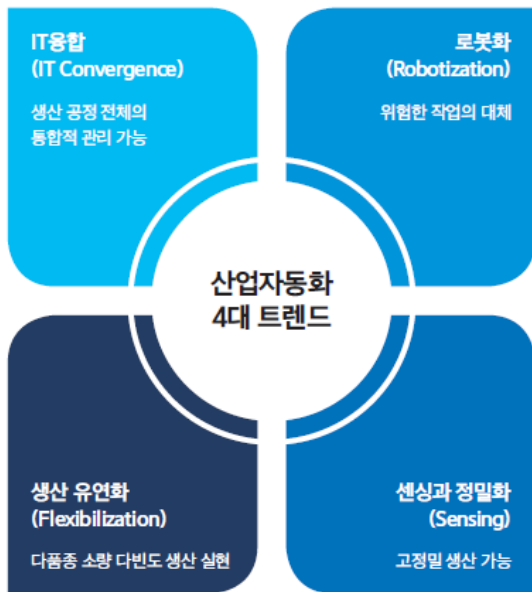 IT융합
(IT Convergence)
생산 공정 전체의
통합적 관리 가능
로봇화
(Robotization)
위험한 작업의 대체
산업자동화
4대 트렌드
생산 유연화
(Flexibilization)
다품종 소량 다빈도 생산 실현
센싱과 정밀화
(Sensing)
고정밀 생산 가능